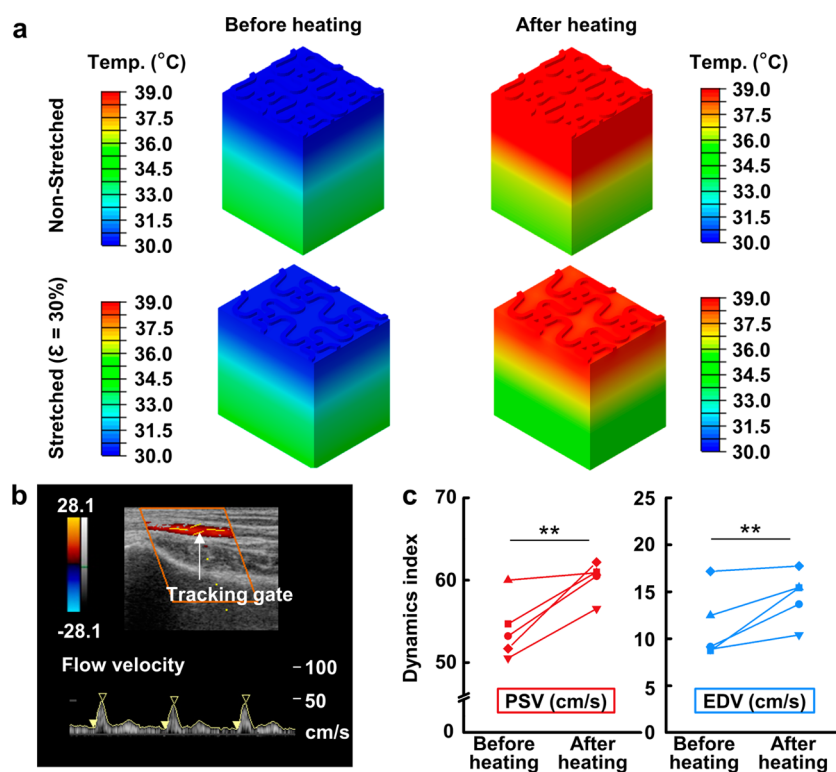 a
Before heating
After heating
Temp. (°C)
39.0
37.5
36.0
34.5
33.0
31.5
30.0
Non-Stretched
Temp. (°C)
39.0
37.5
36.0
34.5
33.0
31.5
30.0
39.0
37.5
36.0
34.5
33.0
31.5
30.0
Stretched (Ɛ = 30%)
39.0
37.5
36.0
34.5
33.0
31.5
30.0
b
28.1
-28.1
Tracking gate
Flow velocity
100
50
cm/s
c
Dynamics index
70
60
50
0
**
PSV (cm/s)
Before heating
After heating
25
20
15
10
5
0
**
EDV (cm/s)
Before heating
After heating